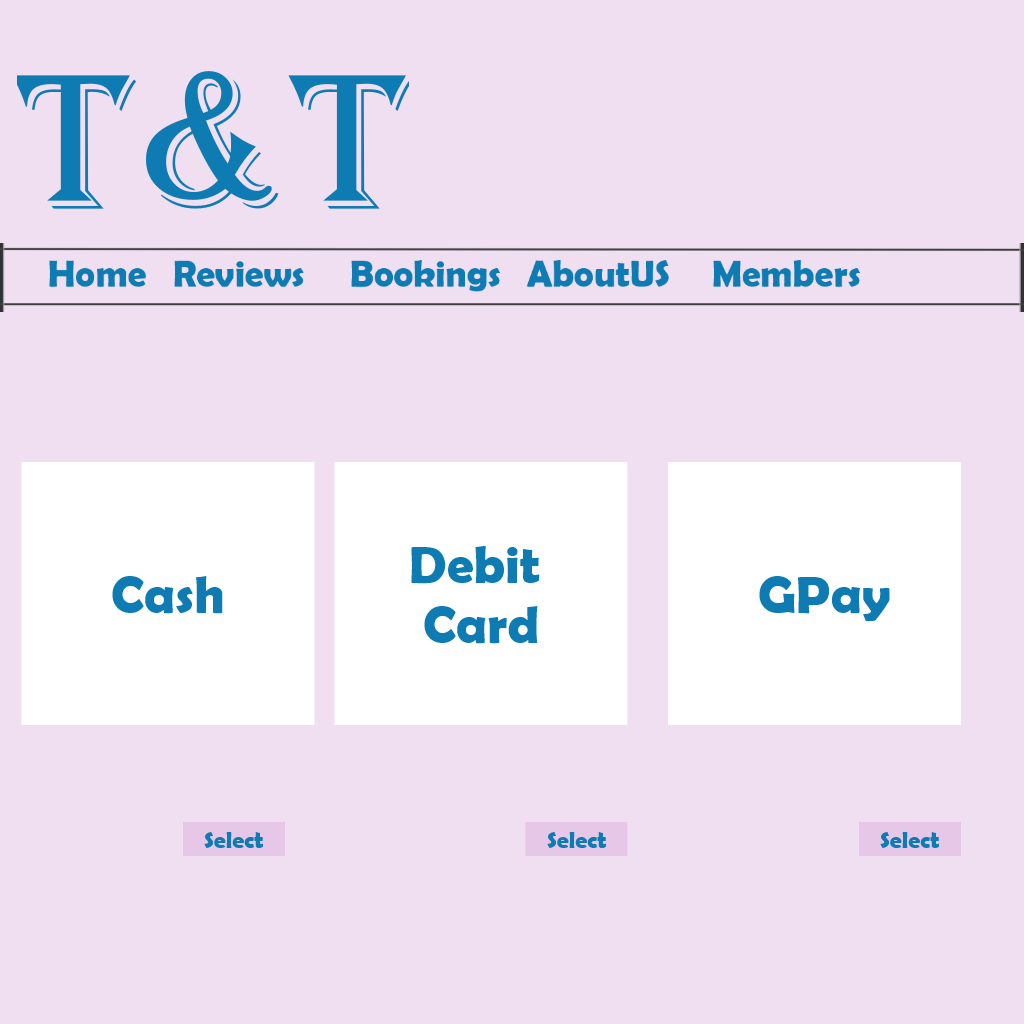 T&T
Home Reviews Bookings AboutUS Members
Cash
Debit
Card
GPay
Select Select Select